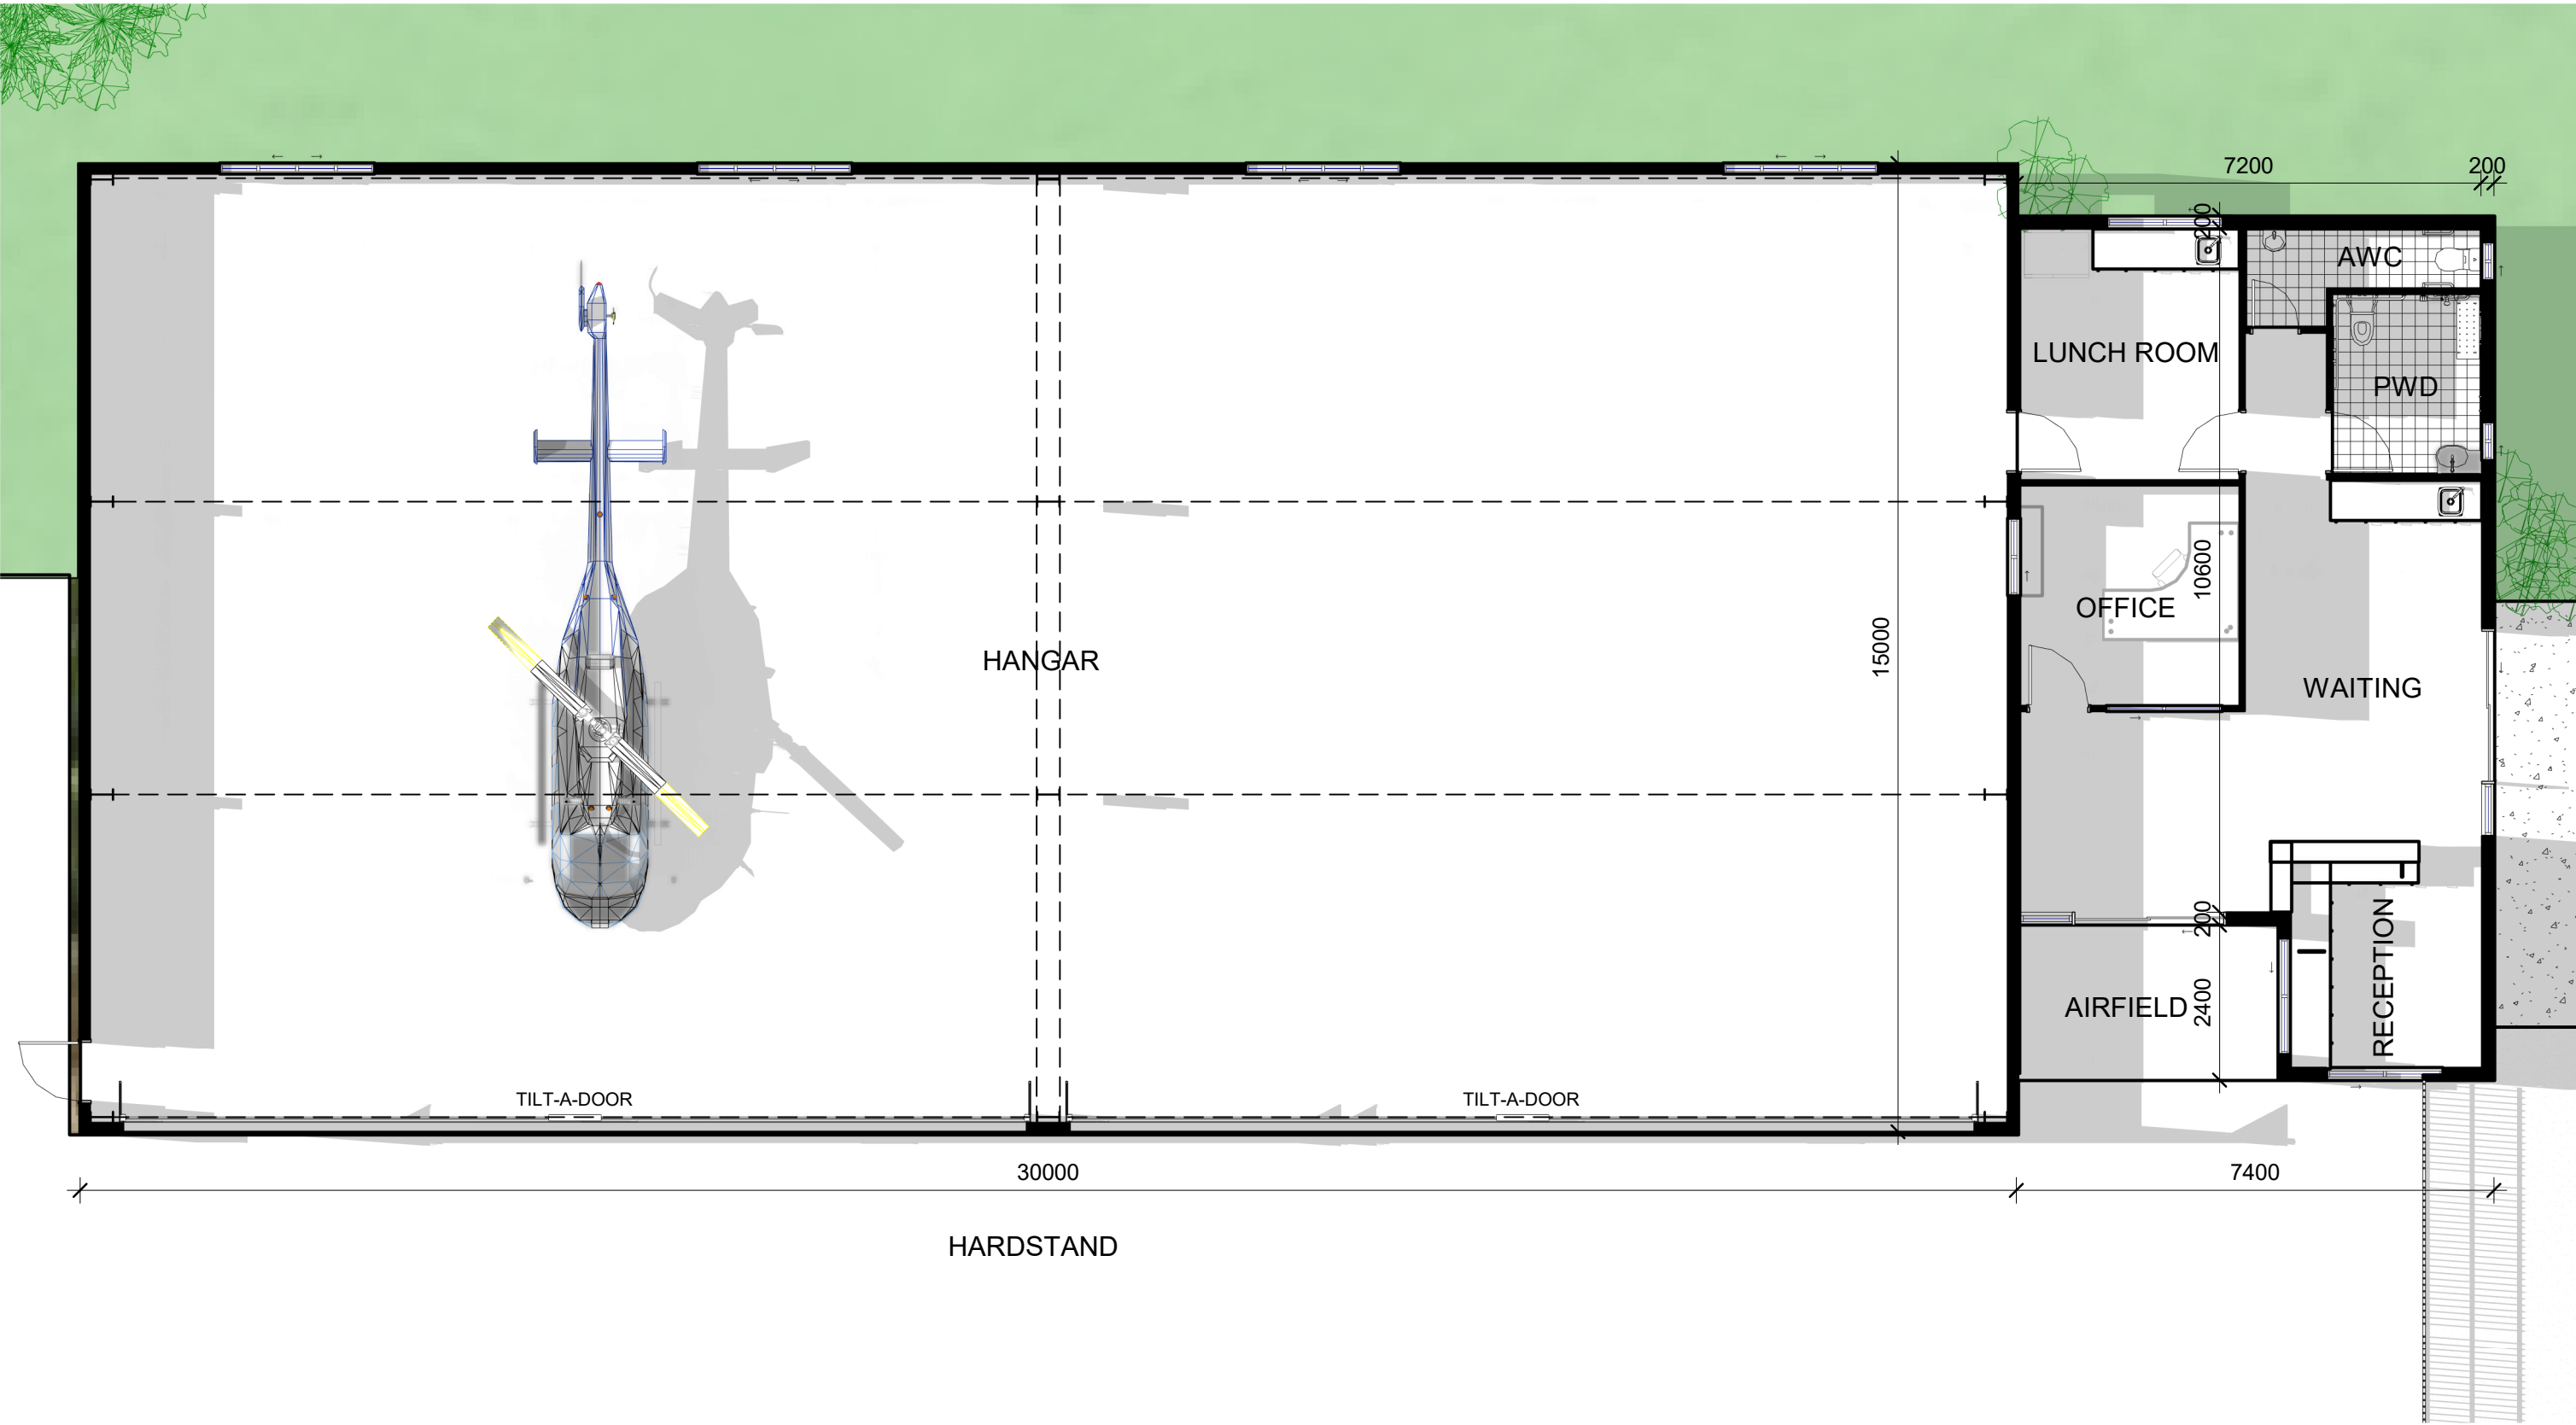 7200
200
200
AWC
LUNCH ROOM
PWD
10600
OFFICE
15000
HANGAR
WAITING
200
RECEPTION
AIRFIELD
2400
TILT-A-DOOR
TILT-A-DOOR
30000
7400
HARDSTAND